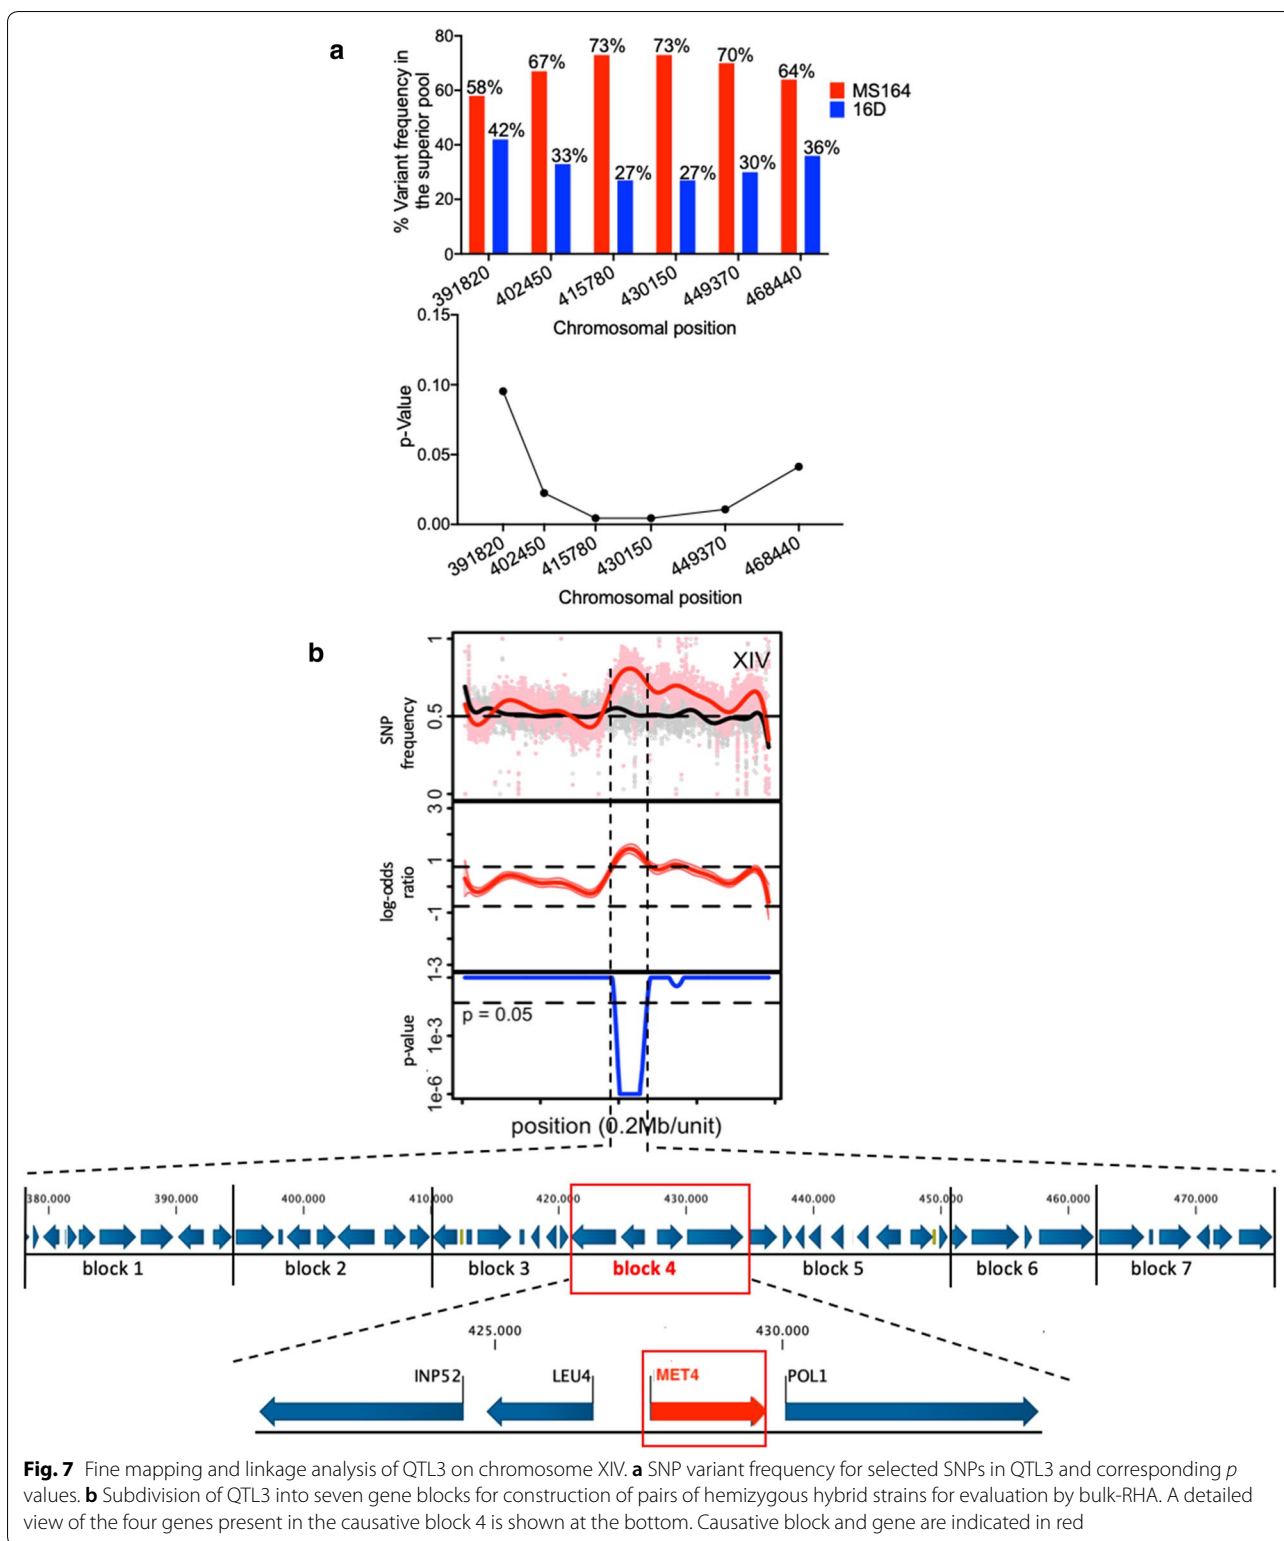 a
% Variant frequency in
the superior pool
80
60
40
20
0
58%
42%
67%
33%
73%
27%
73%
27%
70%
30%
64%
36%
MS164
16D
391820
402450
415780
430150
449370
468440
Chromosomal position
p-Value
0.15
0.10
0.05
0.00
391820
402450
415780
430150
449370
468440
Chromosomal position
b
XIV
SNP
frequency
1
0.5
0
log-odds
ratio
3
1
-1
-3
p-value
1
1e-3
1e-6
p = 0.05
position (0.2Mb/unit)
380.000 390.000 400.000 410.000 420.000 430.000 440.000 450.000 460.000 470.000
block 1 block 2 block 3 block 4 block 5 block 6 block 7
425.000 430.000
INP52 LEU4 MET4 POL1
Fig. 7 Fine mapping and linkage analysis of QTL3 on chromosome XIV. a SNP variant frequency for selected SNPs in QTL3 and corresponding p
values. b Subdivision of QTL3 into seven gene blocks for construction of pairs of hemizygous hybrid strains for evaluation by bulk-RHA. A detailed
view of the four genes present in the causative block 4 is shown at the bottom. Causative block and gene are indicated in red